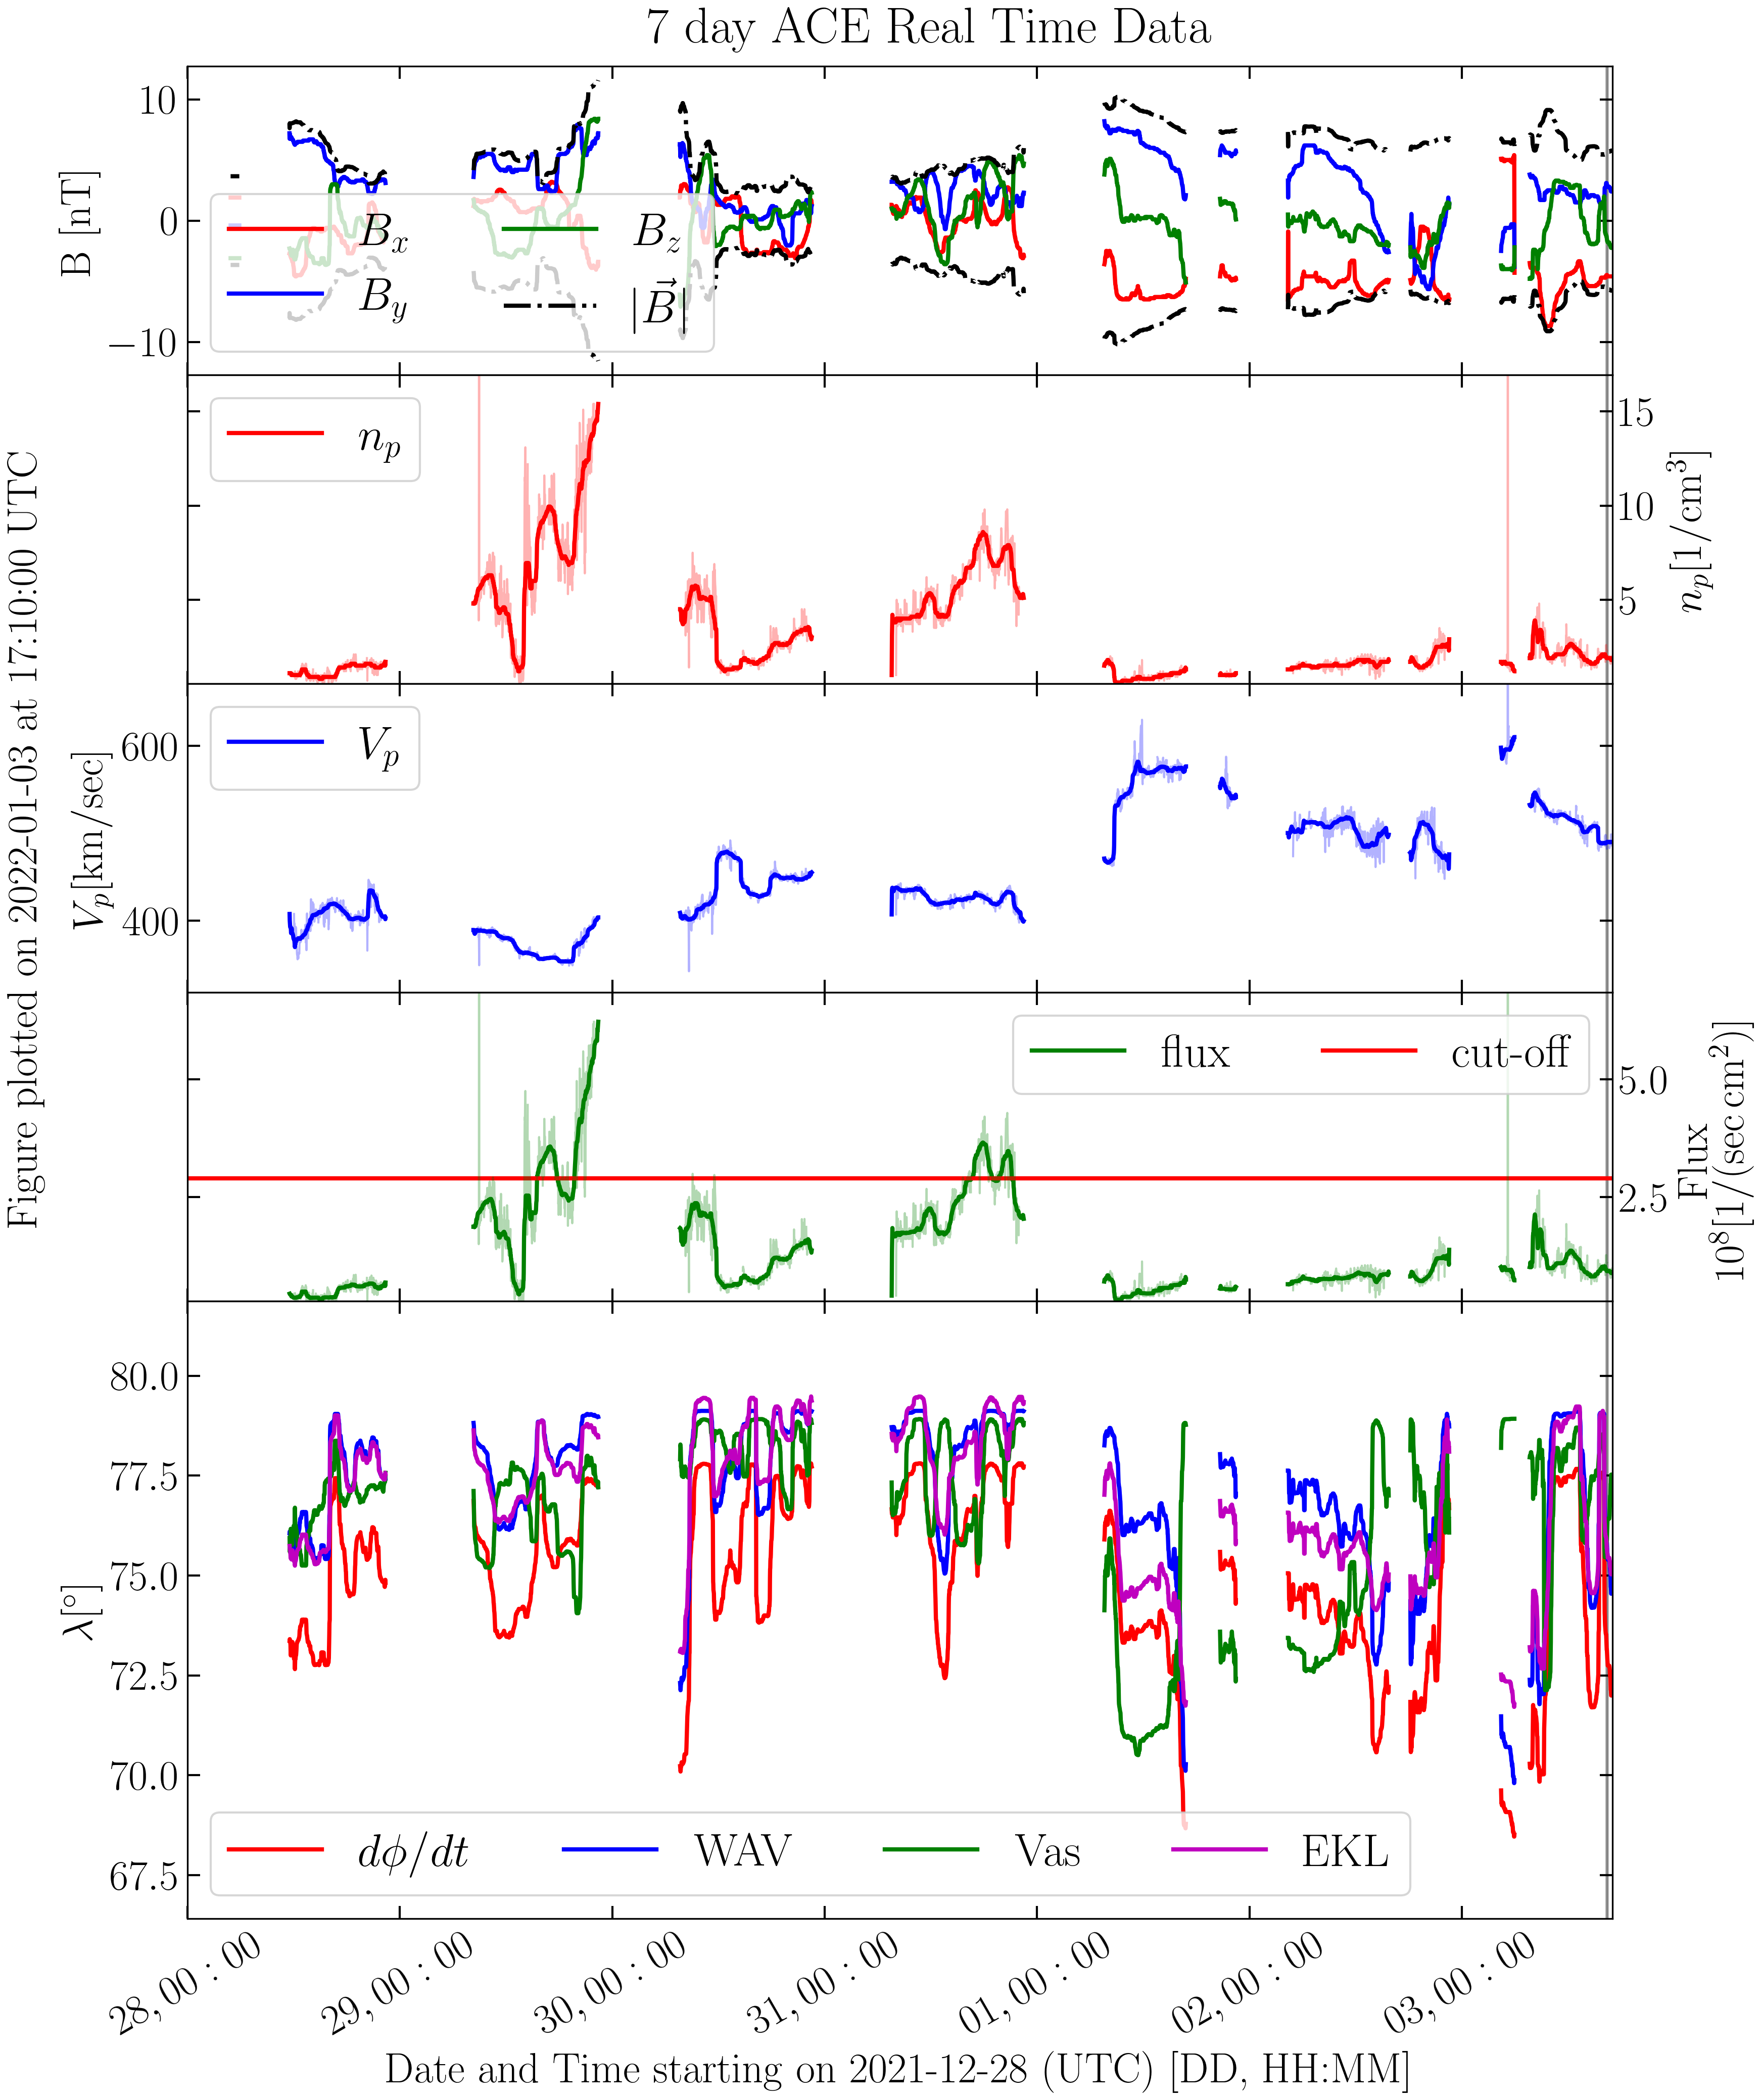 7 day ACE Real Time Data
Figure plotted on 2022-01-03 at 17:10:00 UTC
B [nT]
10
0
−10
B_x
B_y
B_z
|\vec{B}|
n_p
15
10
5
n_p[1/cm^3]
V_p[km/sec]
600
400
V_p
flux
cut-off
5.0
2.5
Flux
10^8[1/(sec cm^2)]
λ[°]
80.0
77.5
75.0
72.5
70.0
67.5
dϕ/dt
WAV
Vas
EKL
28, 00 : 00
29, 00 : 00
30, 00 : 00
31, 00 : 00
01, 00 : 00
02, 00 : 00
03, 00 : 00
Date and Time starting on 2021-12-28 (UTC) [DD, HH:MM]